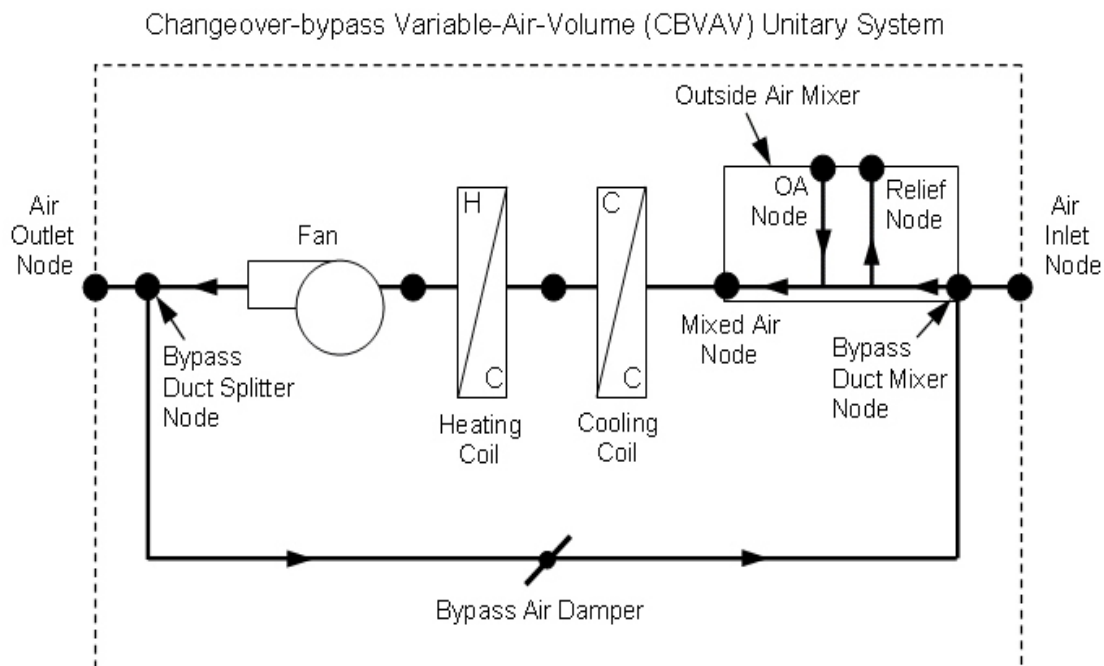 Changeover-bypass Variable-Air-Volume (CBVAV) Unitary System
Outside Air Mixer
OA
Node
Relief
Node
Air
Inlet
Node
Air
Outlet
Node
Fan
H
C
C
C
Mixed Air
Node
Bypass
Duct Mixer
Node
Bypass
Duct Splitter
Node
Heating
Coil
Cooling
Coil
Bypass Air Damper